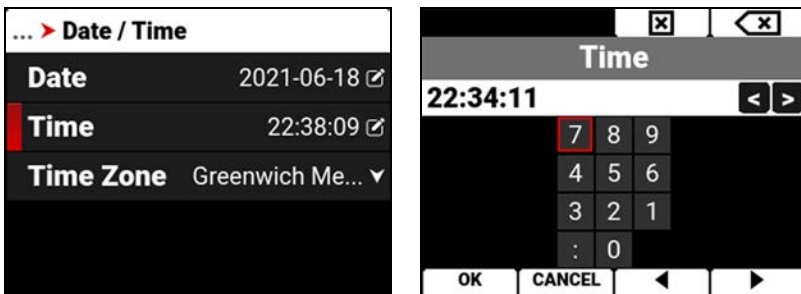 ... > Date / Time
Date 2021-06-18
Time 22:38:09
Time Zone Greenwich Me...
Time
22:34:11 < >
7 8 9
4 5 6
3 2 1
: 0
OK CANCEL